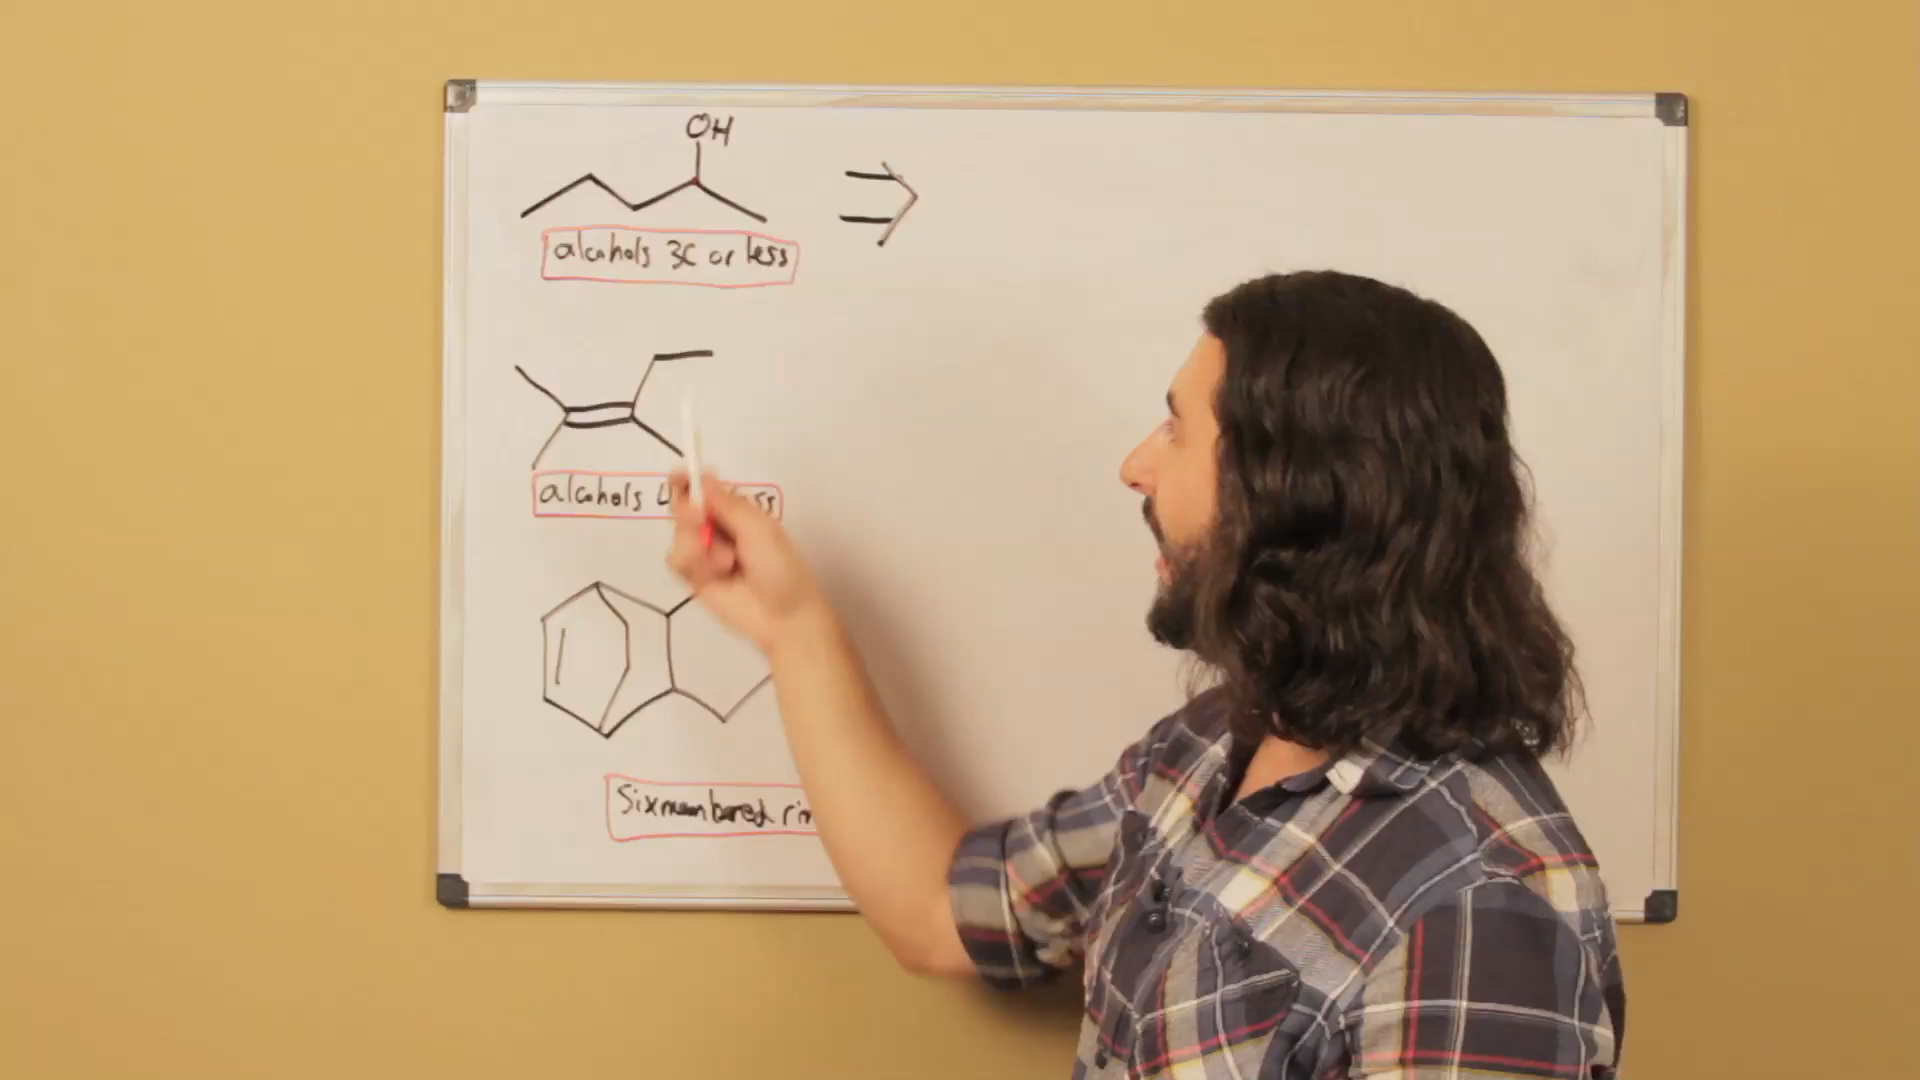 OH
alcohols 3C or less
alcohols
Sixmembered